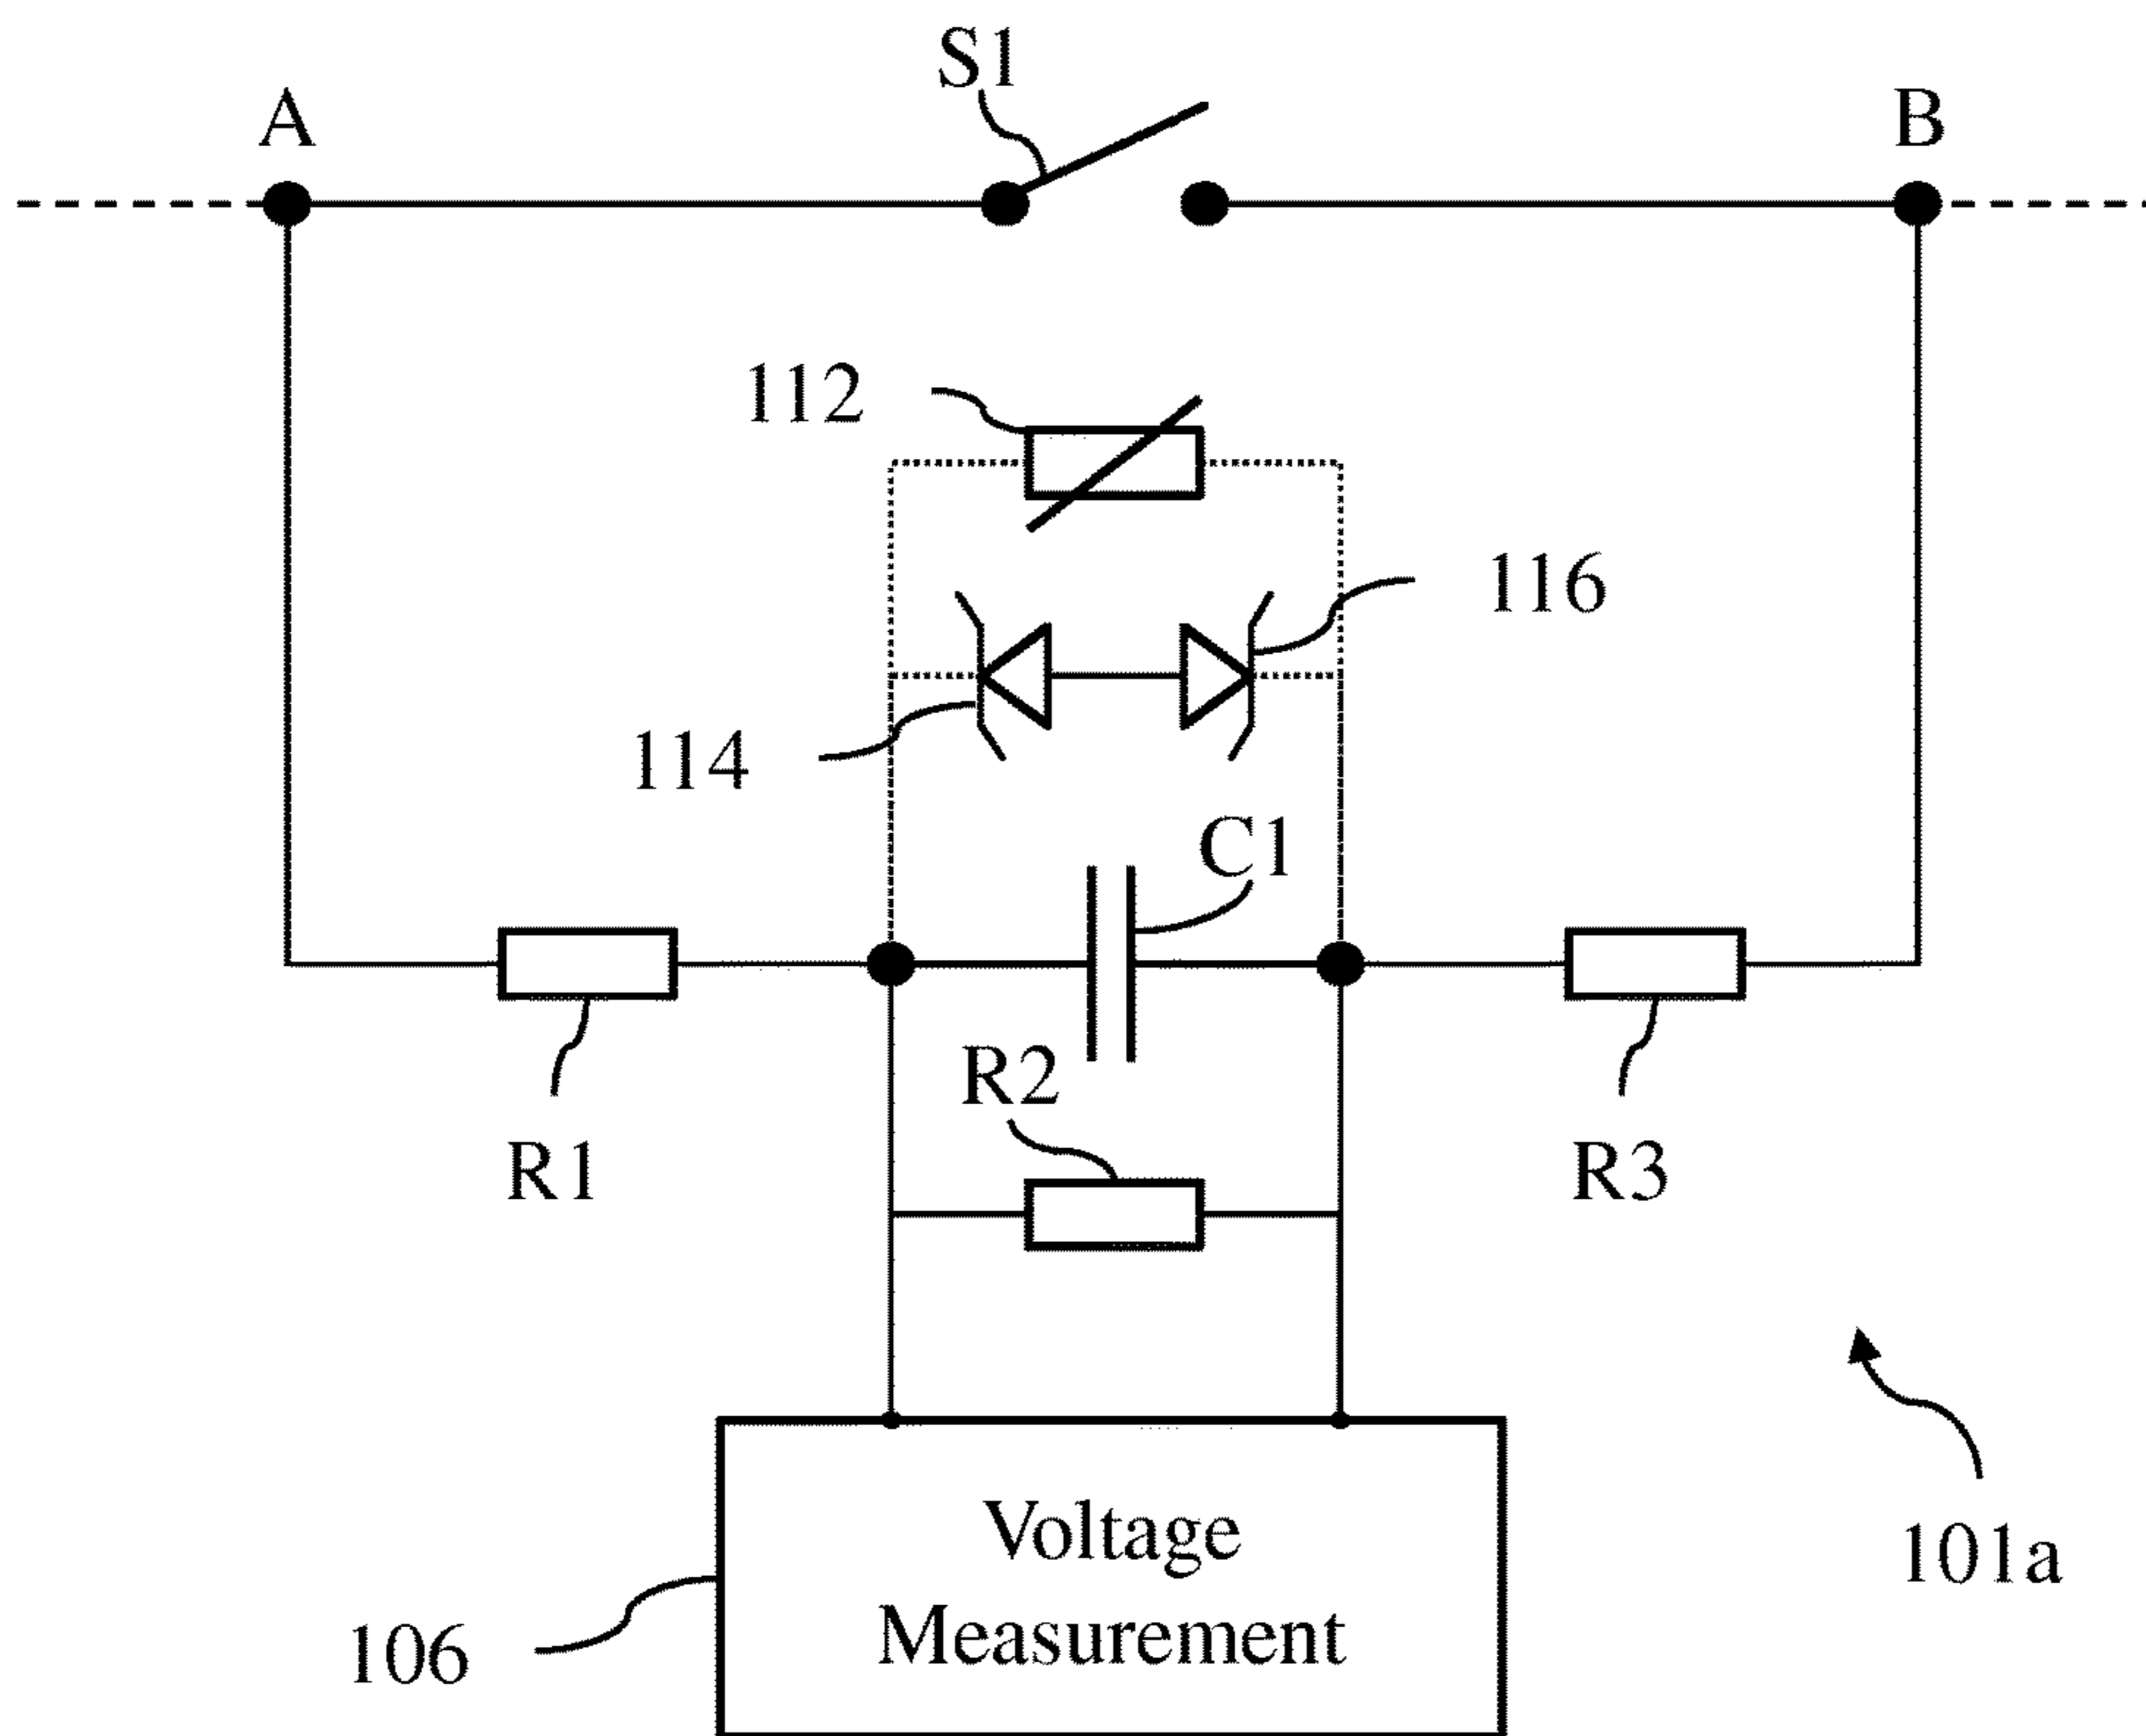 S1
A
B
112
116
114
C1
R2
R1
R3
Voltage
Measurement
101a
106